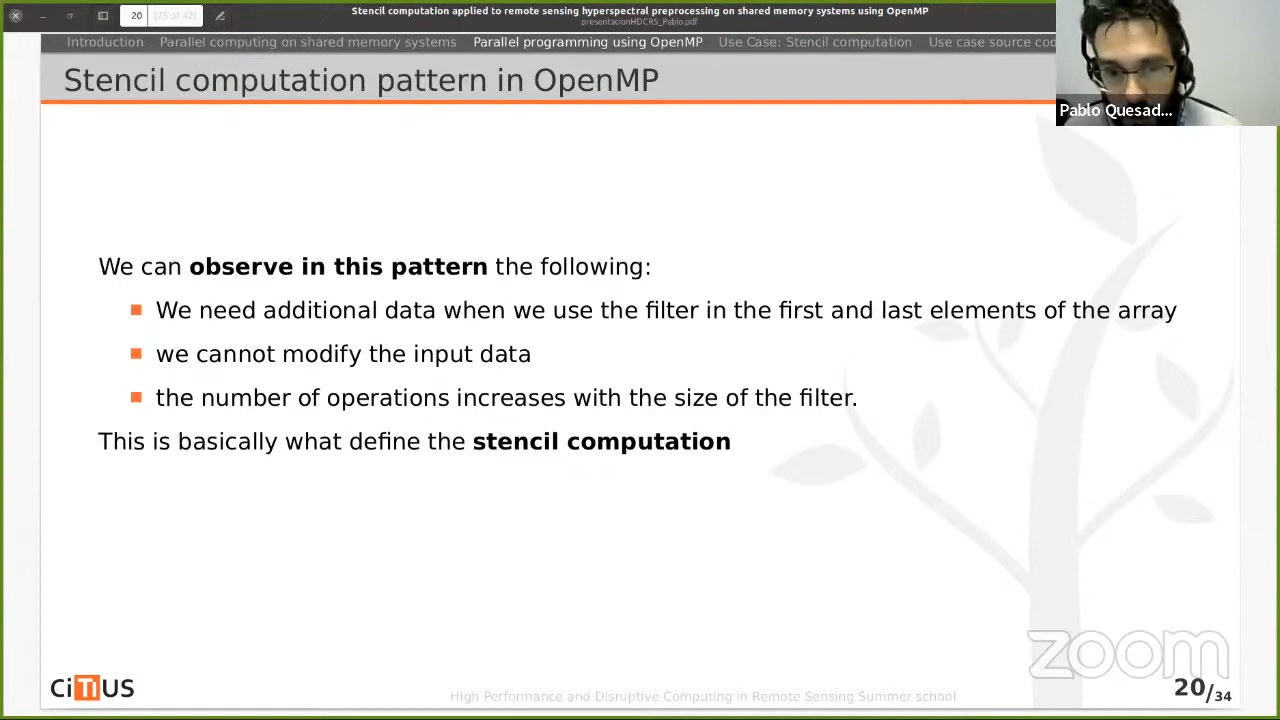 20
(25 of 42)
Stencil computation applied to remote sensing hyperspectral preprocessing on shared memory systems using OpenMP
presentacionHDCRS_Pablo.pdf
Introduction Parallel computing on shared memory systems Parallel programming using OpenMP Use Case: Stencil computation Use case source cod
Stencil computation pattern in OpenMP
Pablo Quesad...
We can observe in this pattern the following:
We need additional data when we use the filter in the first and last elements of the array
we cannot modify the input data
the number of operations increases with the size of the filter.
This is basically what define the stencil computation
zoom
CiTIUS
High Performance and Disruptive Computing in Remote Sensing Summer school
20/34